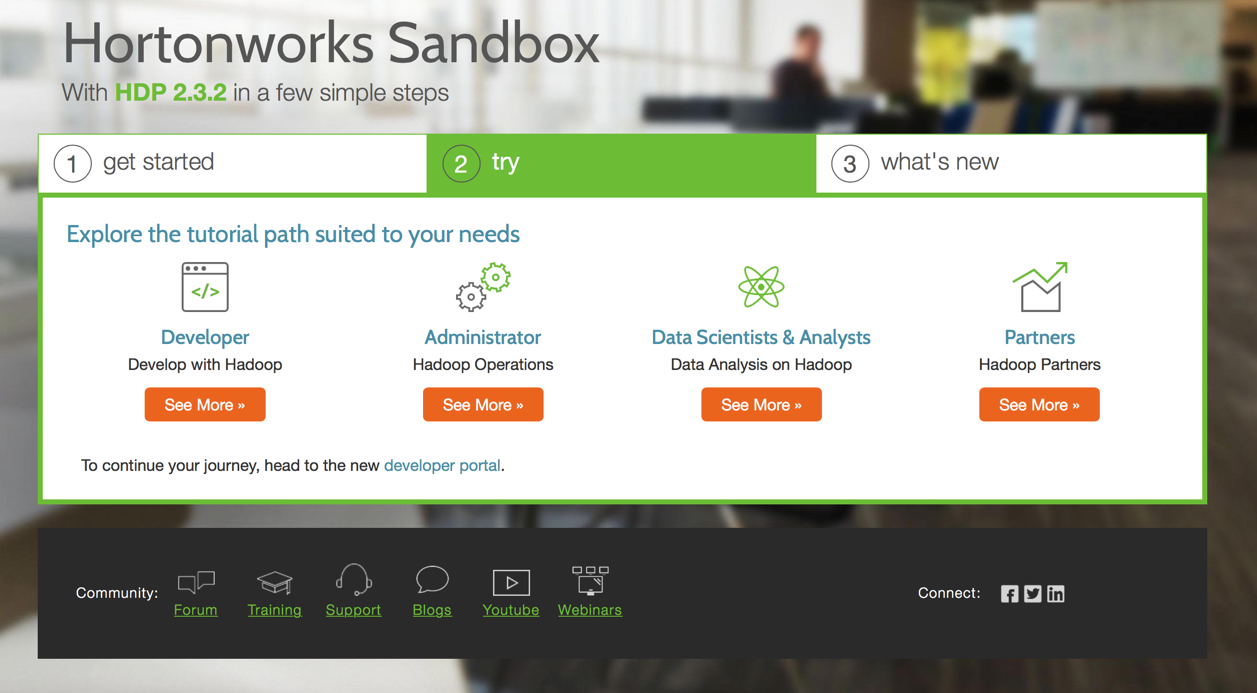 Hortonworks Sandbox
With HDP 2.3.2 in a few simple steps
1 get started
2 try
3 what's new
Explore the tutorial path suited to your needs
</>
Developer
Develop with Hadoop
See More »
Administrator
Hadoop Operations
See More »
Data Scientists & Analysts
Data Analysis on Hadoop
See More »
Partners
Hadoop Partners
See More »
To continue your journey, head to the new developer portal.
Community:
Forum
Training
Support
Blogs
Youtube
Webinars
Connect:
f
in